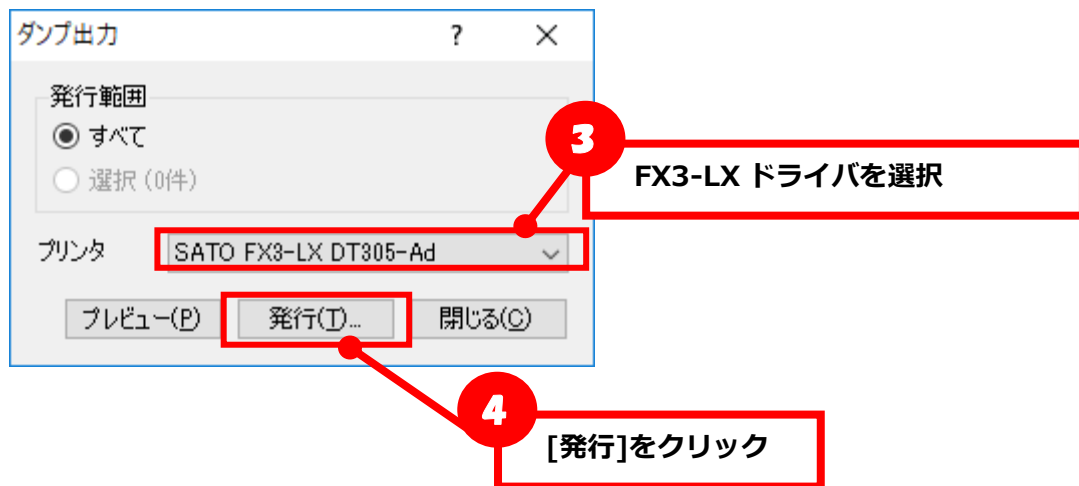 ダンプ出力
?
×
発行範囲
すべて
選択 (0件)
プリンタ
SATO FX3-LX DT305-Ad
プレビュー(P)
発行(T)...
閉じる(C)
3
FX3-LX ドライバを選択
4
[発行]をクリック